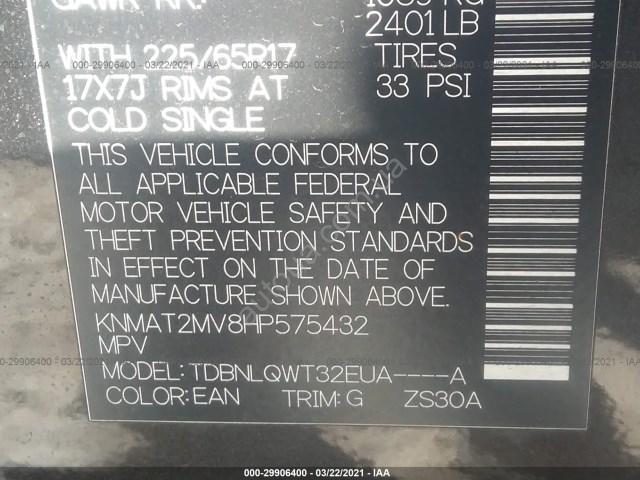 GAWR RR:
2401 LB
WITH 225/65R17 TIRES
17X7J RIMS AT 33 PSI
COLD SINGLE
THIS VEHICLE CONFORMS TO
ALL APPLICABLE FEDERAL
MOTOR VEHICLE SAFETY AND
THEFT PREVENTION STANDARDS
IN EFFECT ON THE DATE OF
MANUFACTURE SHOWN ABOVE.
KNMAT2MV8HP575432
MPV
MODEL: TDBNLQWT32EUA----A
COLOR: EAN TRIM: G ZS30A
000-29906400 - 03/22/2021 - IAA